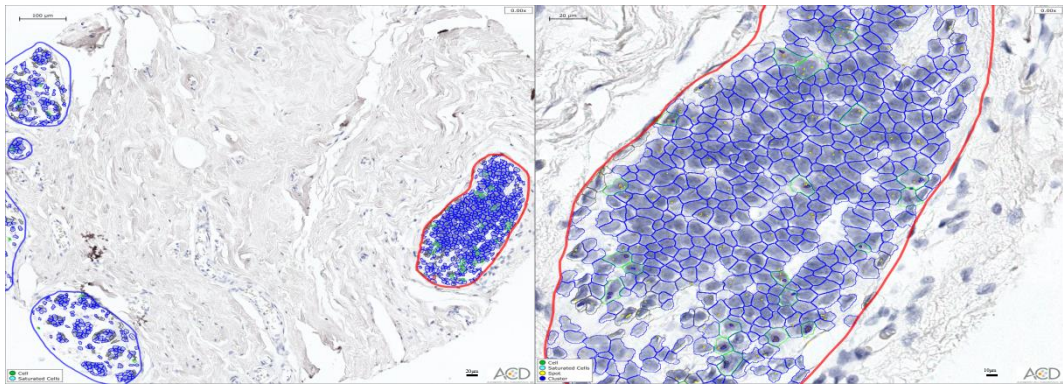 100 µm
0.00x
Cell
Saturated Cells
20µm
ACD
20 µm
0.00x
Cell
Saturated Cells
Spot
Cluster
10µm
ACD